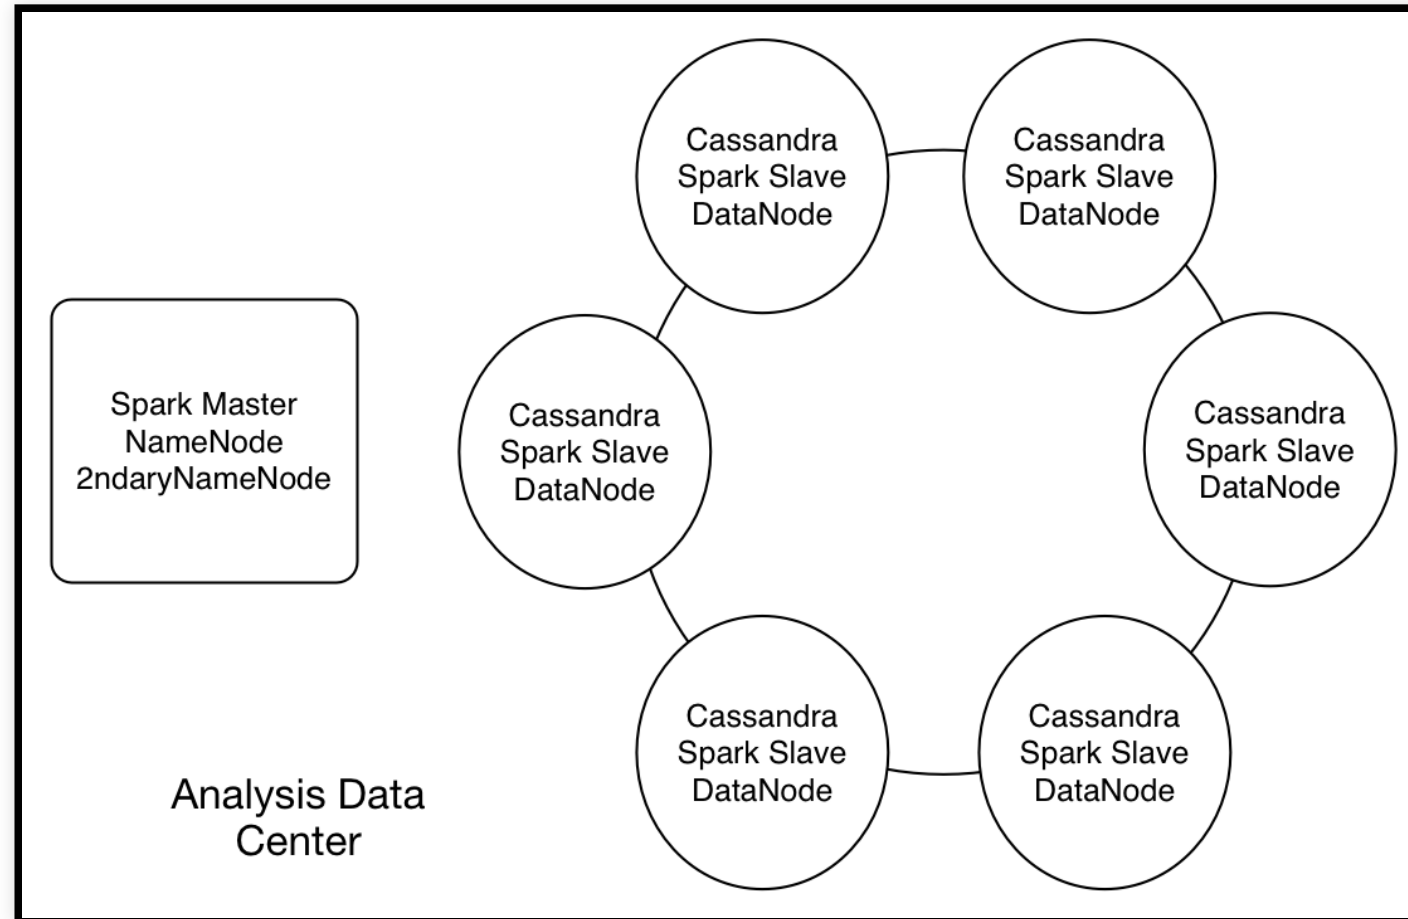 Cassandra
Spark Slave
DataNode
Cassandra
Spark Slave
DataNode
Spark Master
NameNode
2ndaryNameNode
Cassandra
Spark Slave
DataNode
Cassandra
Spark Slave
DataNode
Cassandra
Spark Slave
DataNode
Cassandra
Spark Slave
DataNode
Analysis Data
Center